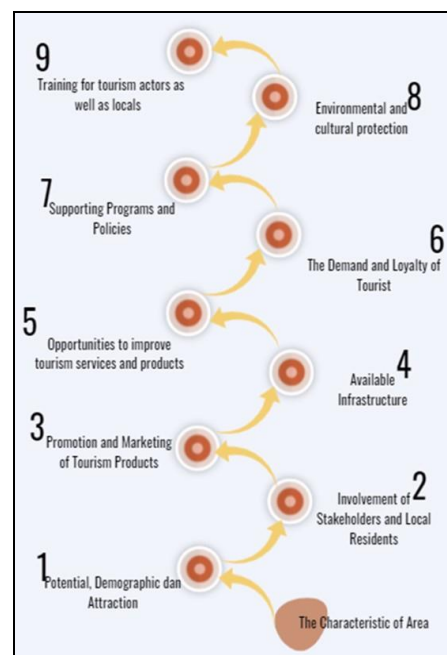 9
Training for tourism actors as
well as locals
8
Environmental and
cultural protection
7
Supporting Programs and
Policies
6
The Demand and Loyalty of
Tourist
5
Opportunities to improve
tourism services and products
4
Available
Infrastructure
3
Promotion and Marketing
of Tourism Products
2
Involvement of
Stakeholders and Local
Residents
1
Potential, Demographic dan
Attraction
The Characteristic of Area